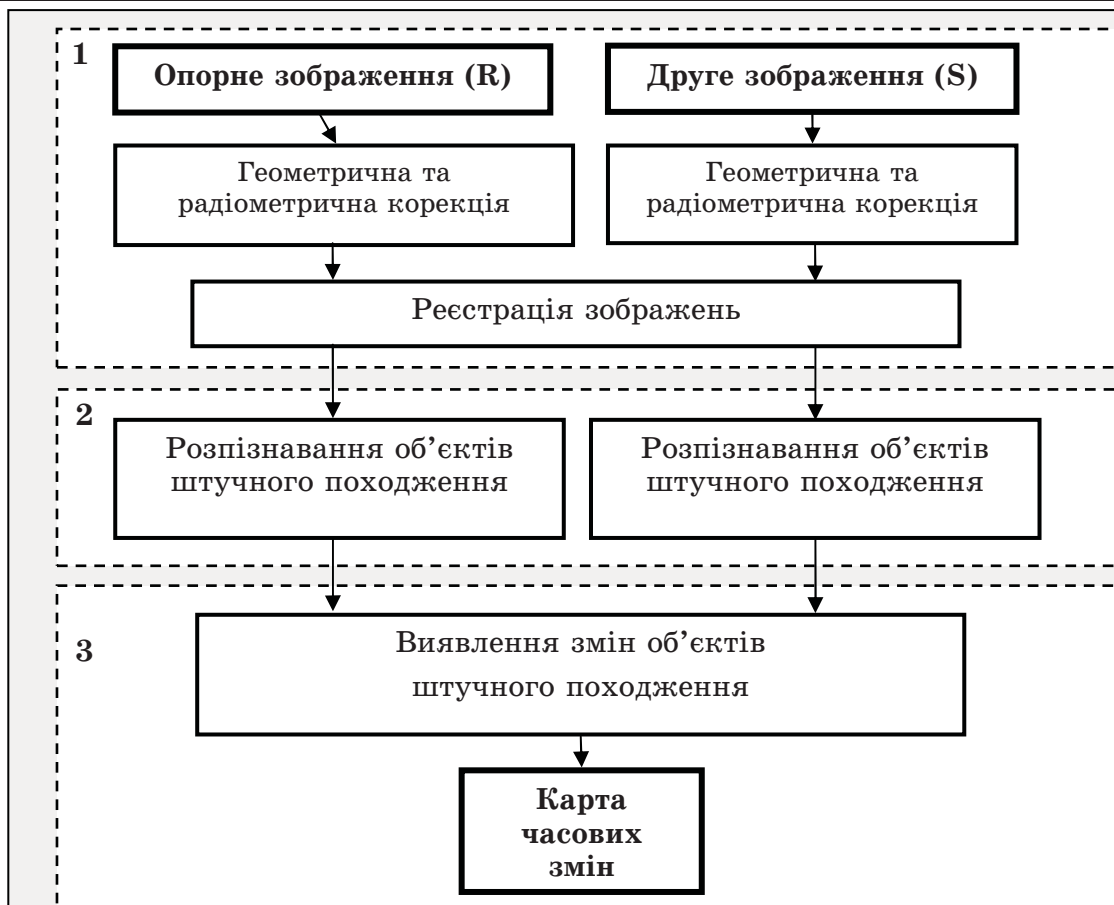 1
Опорне зображення (R)
Друге зображення (S)
Геометрична та
радіометрична корекція
Геометрична та
радіометрична корекція
Реєстрація зображень
2
Розпізнавання об’єктів
штучного походження
Розпізнавання об’єктів
штучного походження
3
Виявлення змін об’єктів
штучного походження
Карта
часових
змін